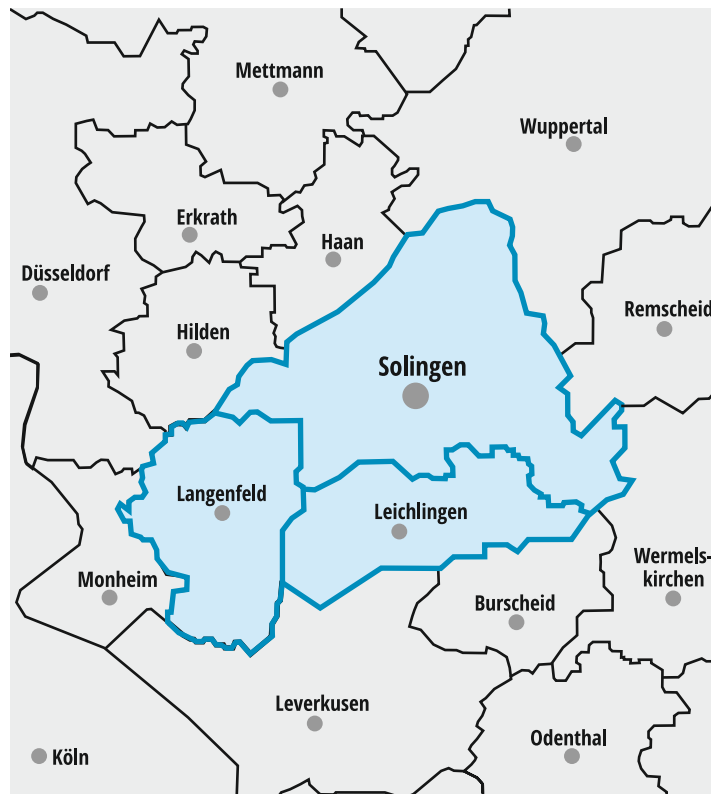 Mettmann
Wuppertal
Erkrath
Haan
Düsseldorf
Remscheid
Hilden
Solingen
Langenfeld
Leichlingen
Wermels-
kirchen
Monheim
Burscheid
Leverkusen
Odenthal
Köln